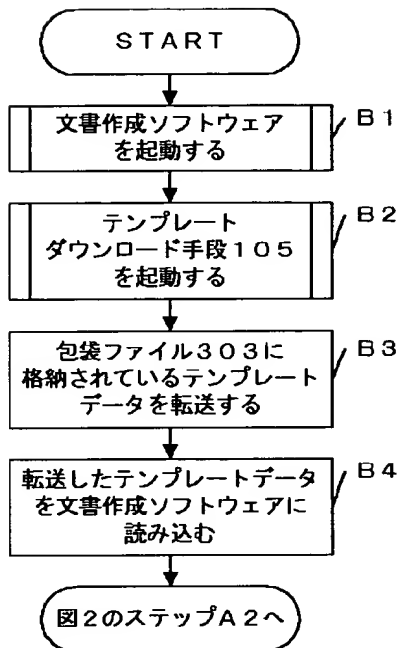 START
文書作成ソフトウェア
を起動する
B1
テンプレート
ダウンロード手段105
を起動する
B2
包袋ファイル303に
格納されているテンプレート
データを転送する
B3
転送したテンプレートデータ
を文書作成ソフトウェアに
読み込む
B4
図2のステップA2へ